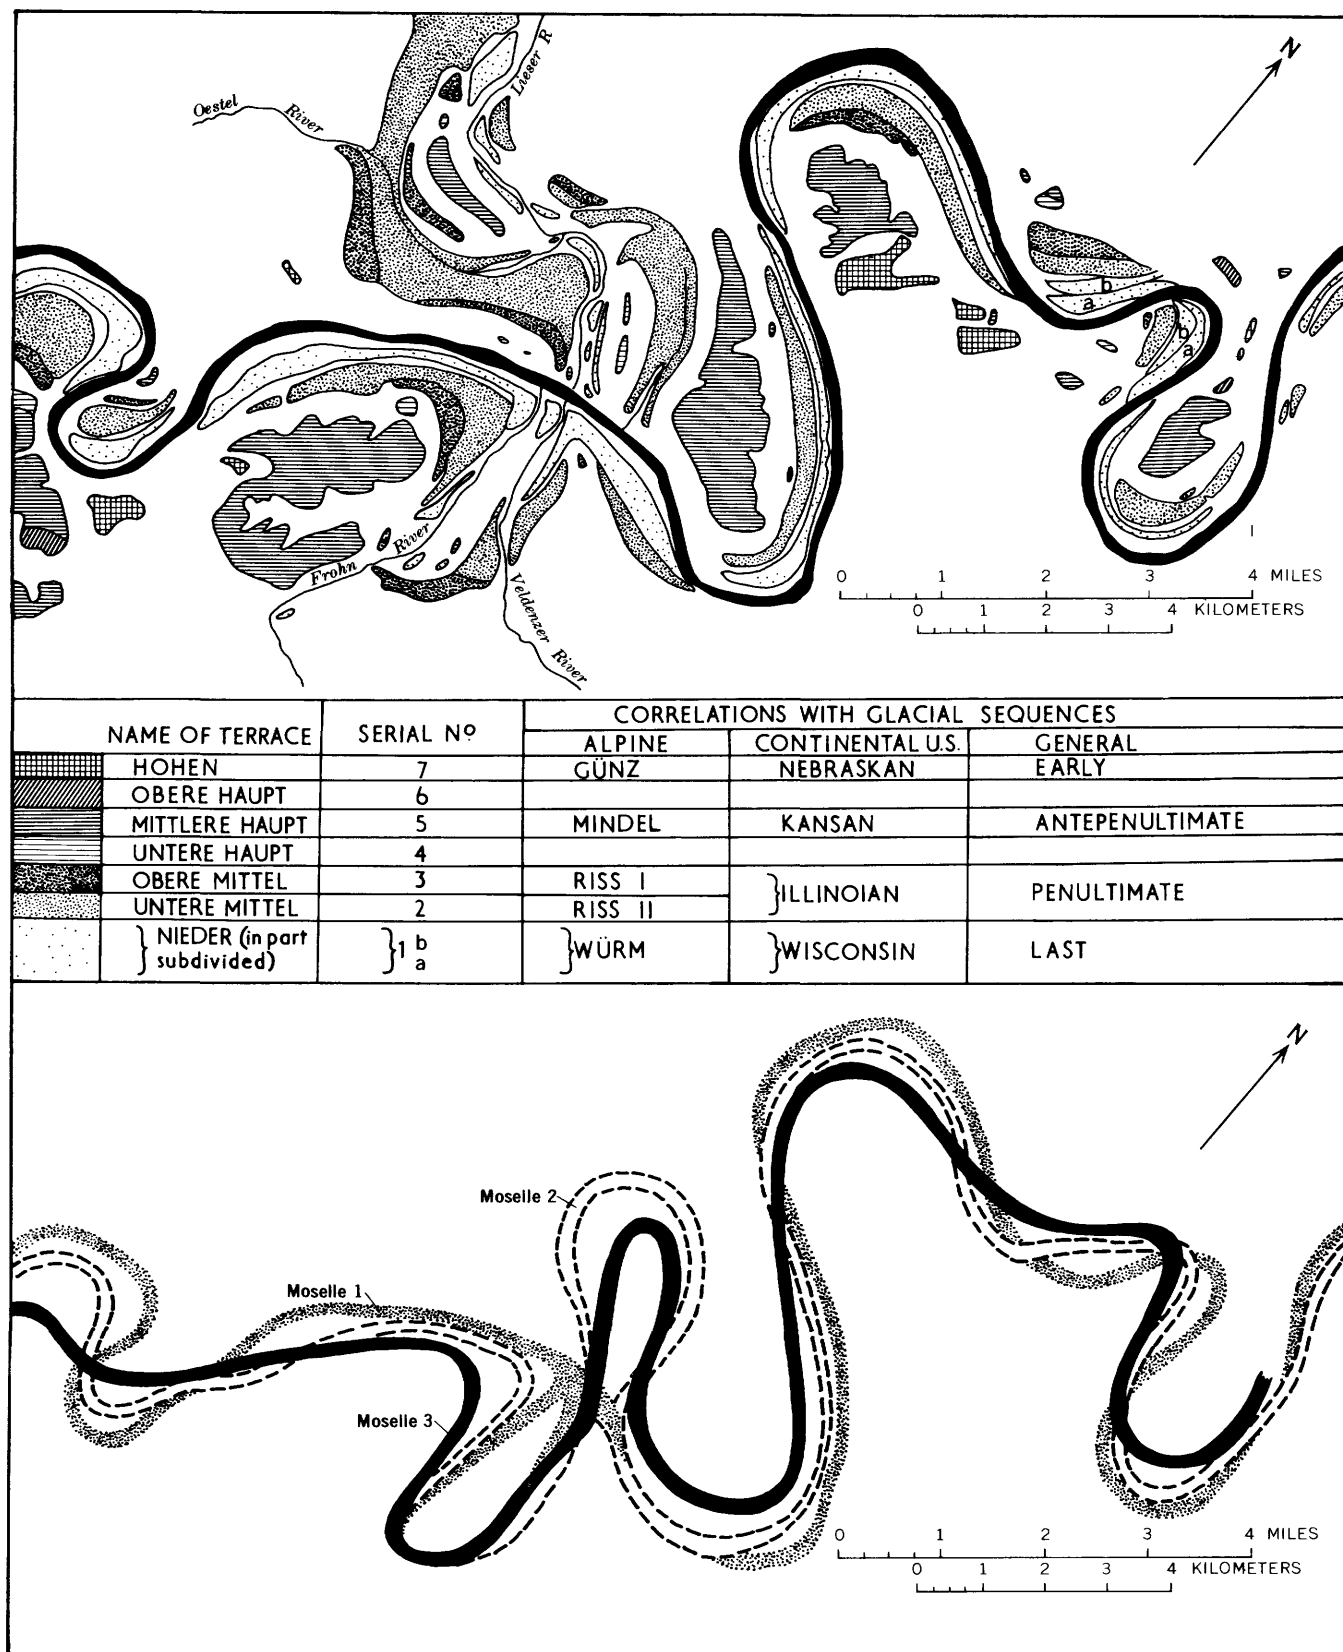 N
Lieser R
Oestel River
b
a
b
a
Frohn River
Veldenzer River
0 1 2 3 4 MILES
0 1 2 3 4 KILOMETERS
CORRELATIONS WITH GLACIAL SEQUENCES
NAME OF TERRACE SERIAL Nº ALPINE CONTINENTAL U.S. GENERAL
HOHEN 7 GÜNZ NEBRASKAN EARLY
OBERE HAUPT 6
MITTLERE HAUPT 5 MINDEL KANSAN ANTEPENULTIMATE
UNTERE HAUPT 4
OBERE MITTEL 3 RISS I
ILLINOIAN PENULTIMATE
UNTERE MITTEL 2 RISS II
NIEDER (in part 1 b
WÜRM WISCONSIN LAST
subdivided) a
N
Moselle 2
Moselle 1
Moselle 3
0 1 2 3 4 MILES
0 1 2 3 4 KILOMETERS